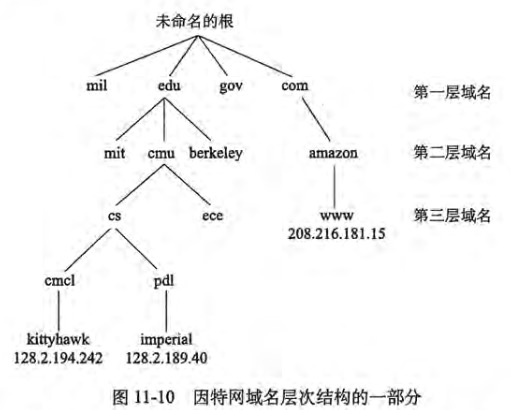 未命名的根
mil edu gov com 第一层域名
mit cmu berkeley amazon 第二层域名
cs ece www 第三层域名
208.216.181.15
cmcl pdl
kittyhawk imperial
128.2.194.242 128.2.189.40
图 11-10 因特网域名层次结构的一部分